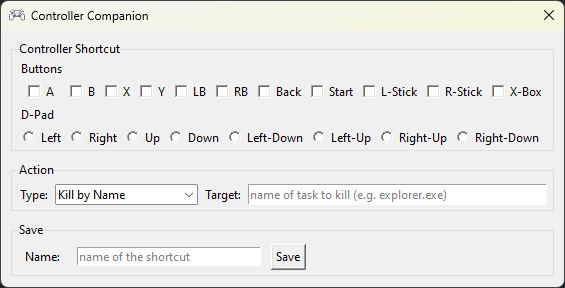 Controller Companion
Controller Shortcut
Buttons
A B X Y LB RB Back Start L-Stick R-Stick X-Box
D-Pad
Left Right Up Down Left-Down Left-Up Right-Up Right-Down
Action
Type: Kill by Name Target: name of task to kill (e.g. explorer.exe)
Save
Name: name of the shortcut Save